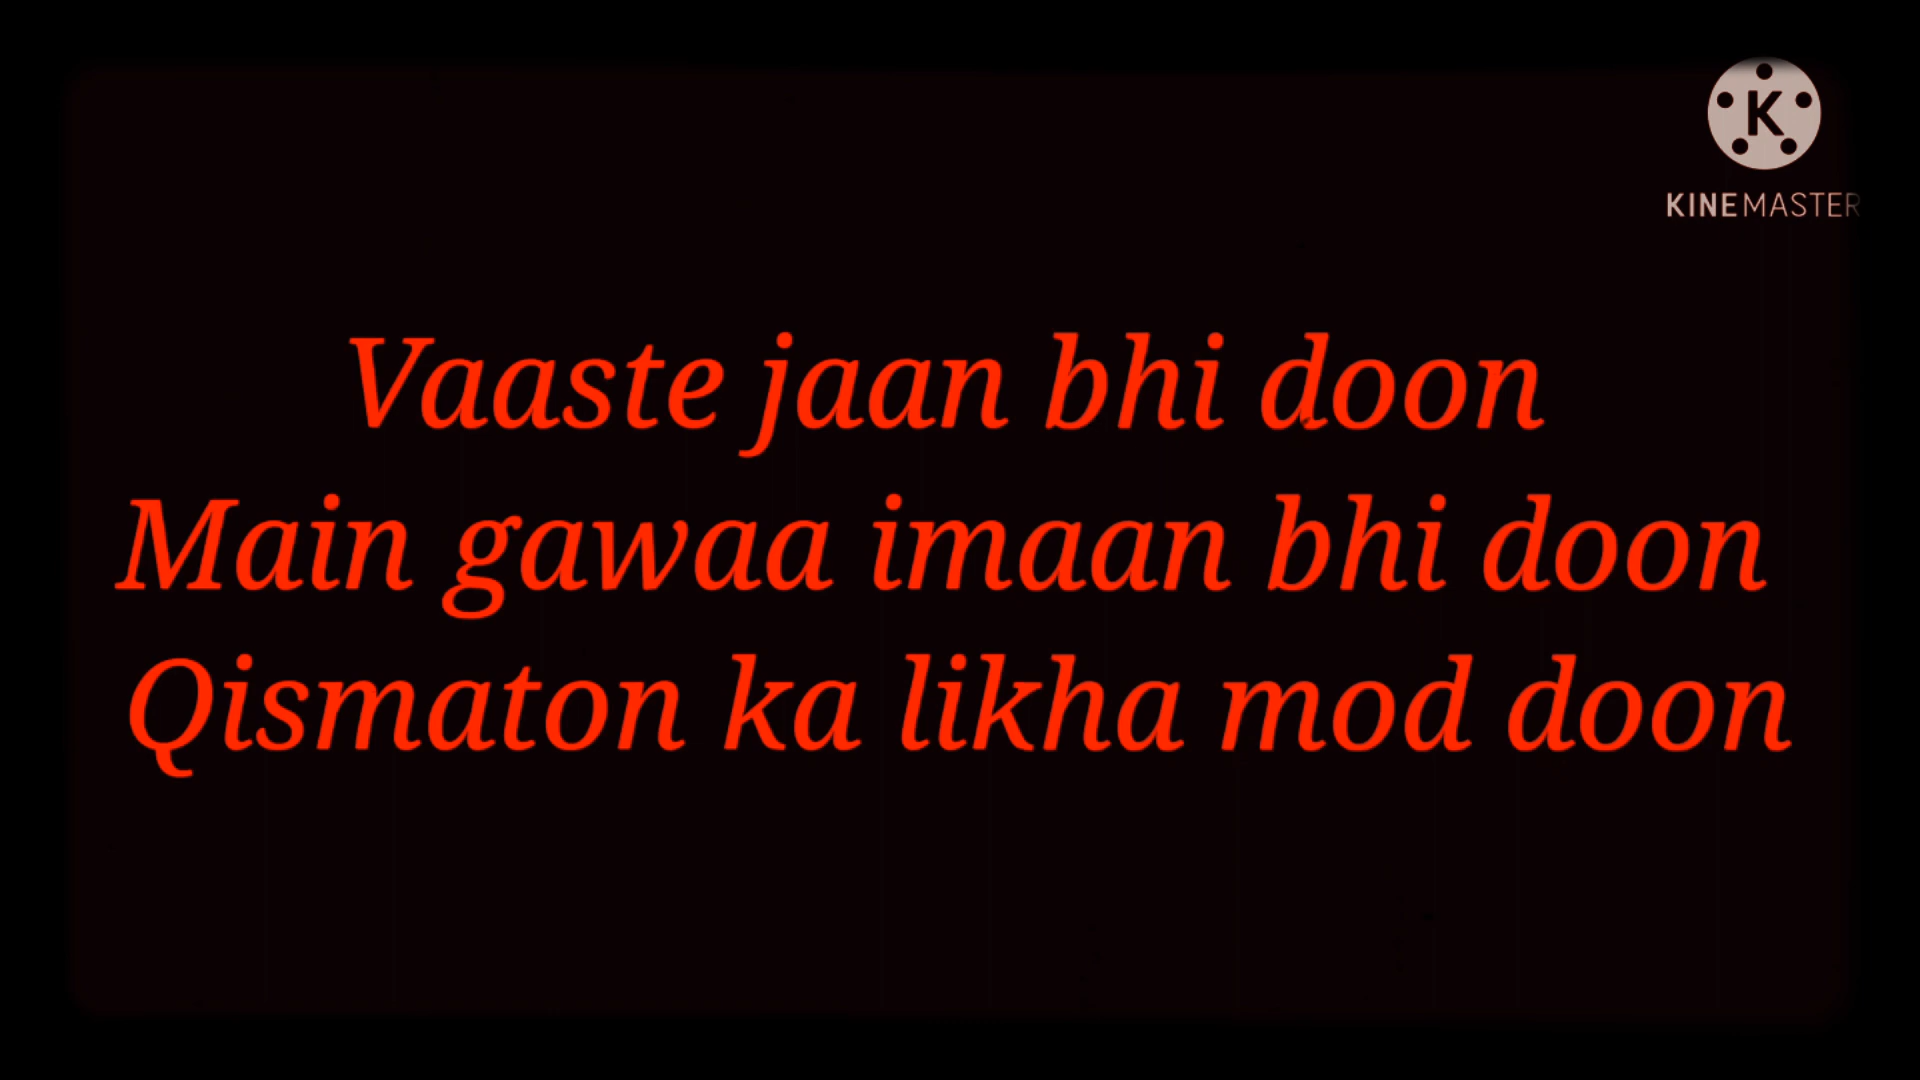 K
KINEMASTER
Vaaste jaan bhi doon
Main gawaa imaan bhi doon
Qismaton ka likha mod doon